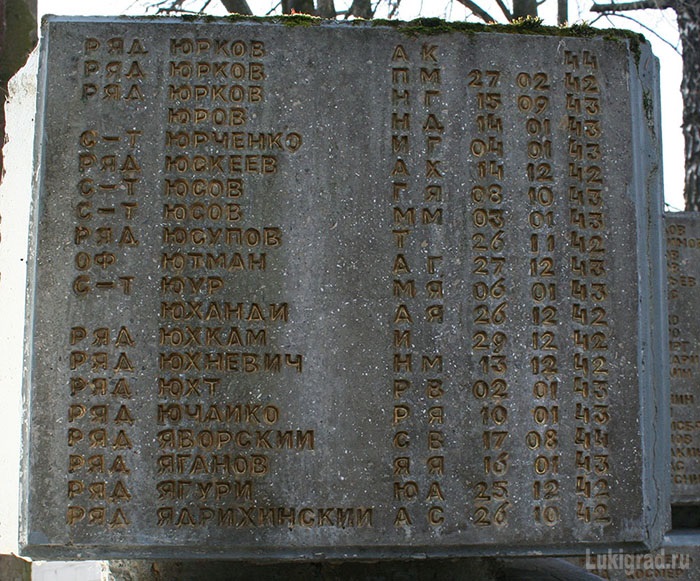 РЯД ЮРКОВ А К 44
РЯД ЮРКОВ П М 27 02 42
РЯД ЮРКОВ Н Г 15 09 43
ЮРОВ Н Д 14 01 43
С-Т ЮРЧЕНКО И Г 04 01 43
РЯД ЮСКЕЕВ А Х 14 12 42
С-Т ЮСОВ Г Я 08 10 43
С-Т ЮСОВ М М 03 01 43
РЯД ЮСУПОВ Т 26 11 42
ОФ ЮТМАН А Г 27 12 43
С-Т ЮУР М Я 06 01 43
ЮХАНДИ А Я 26 12 42
РЯД ЮХКАМ И 29 12 42
РЯД ЮХНЕВИЧ Н М 13 12 42
РЯД ЮХТ Р В 02 01 43
РЯД ЮЧАИКО Р Я 10 01 43
РЯД ЯВОРСКИИ С Е 17 08 44
РЯД ЯГАНОВ Я Я 16 01 43
РЯД ЯГУРИ Ю А 25 12 42
РЯД ЯДРИХИНСКИИ А С 26 10 42
Lukigrad.ru